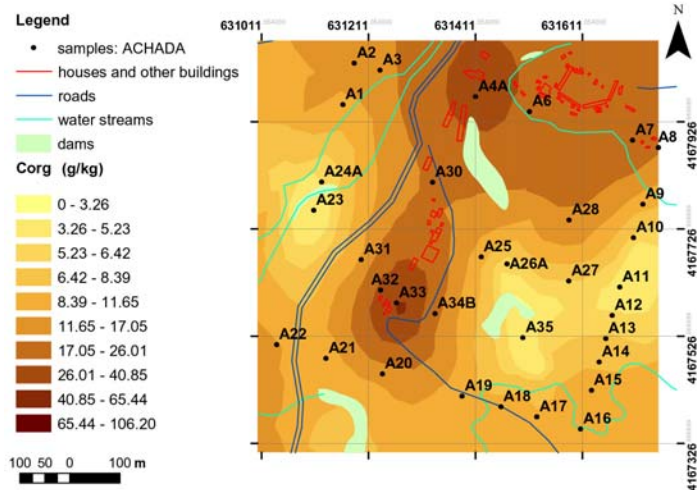 Legend
samples: ACHADA
houses and other buildings
roads
water streams
dams
Corg (g/kg)
0 - 3.26
3.26 - 5.23
5.23 - 6.42
6.42 - 8.39
8.39 - 11.65
11.65 - 17.05
17.05 - 26.01
26.01 - 40.85
40.85 - 65.44
65.44 - 106.20
100 50 0 100 m
631011 631211 631411 631611
N
4167926
4167726
4167526
4167326
A2
A3
A1
A4A
A6
A7
A8
A24A
A30
A23
A9
A28
A10
A31
A25
A26A
A27
A11
A32
A33
A34B
A12
A35
A13
A22
A21
A14
A20
A15
A19
A18
A17
A16